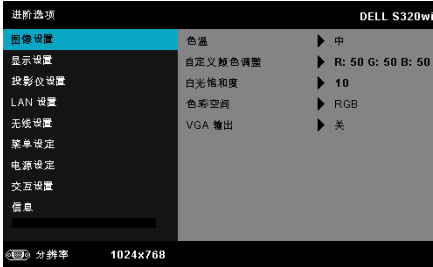 进阶选项 DELL S320wi
图像设置 色温 中
显示设置 自定义颜色调整 R: 50 G: 50 B: 50
投影仪设置 白光饱和度 10
LAN 设置 色彩空间 RGB
无线设置 VGA 输出 关
菜单设定
电源设定
交互设置
信息
分辨率 1024x768